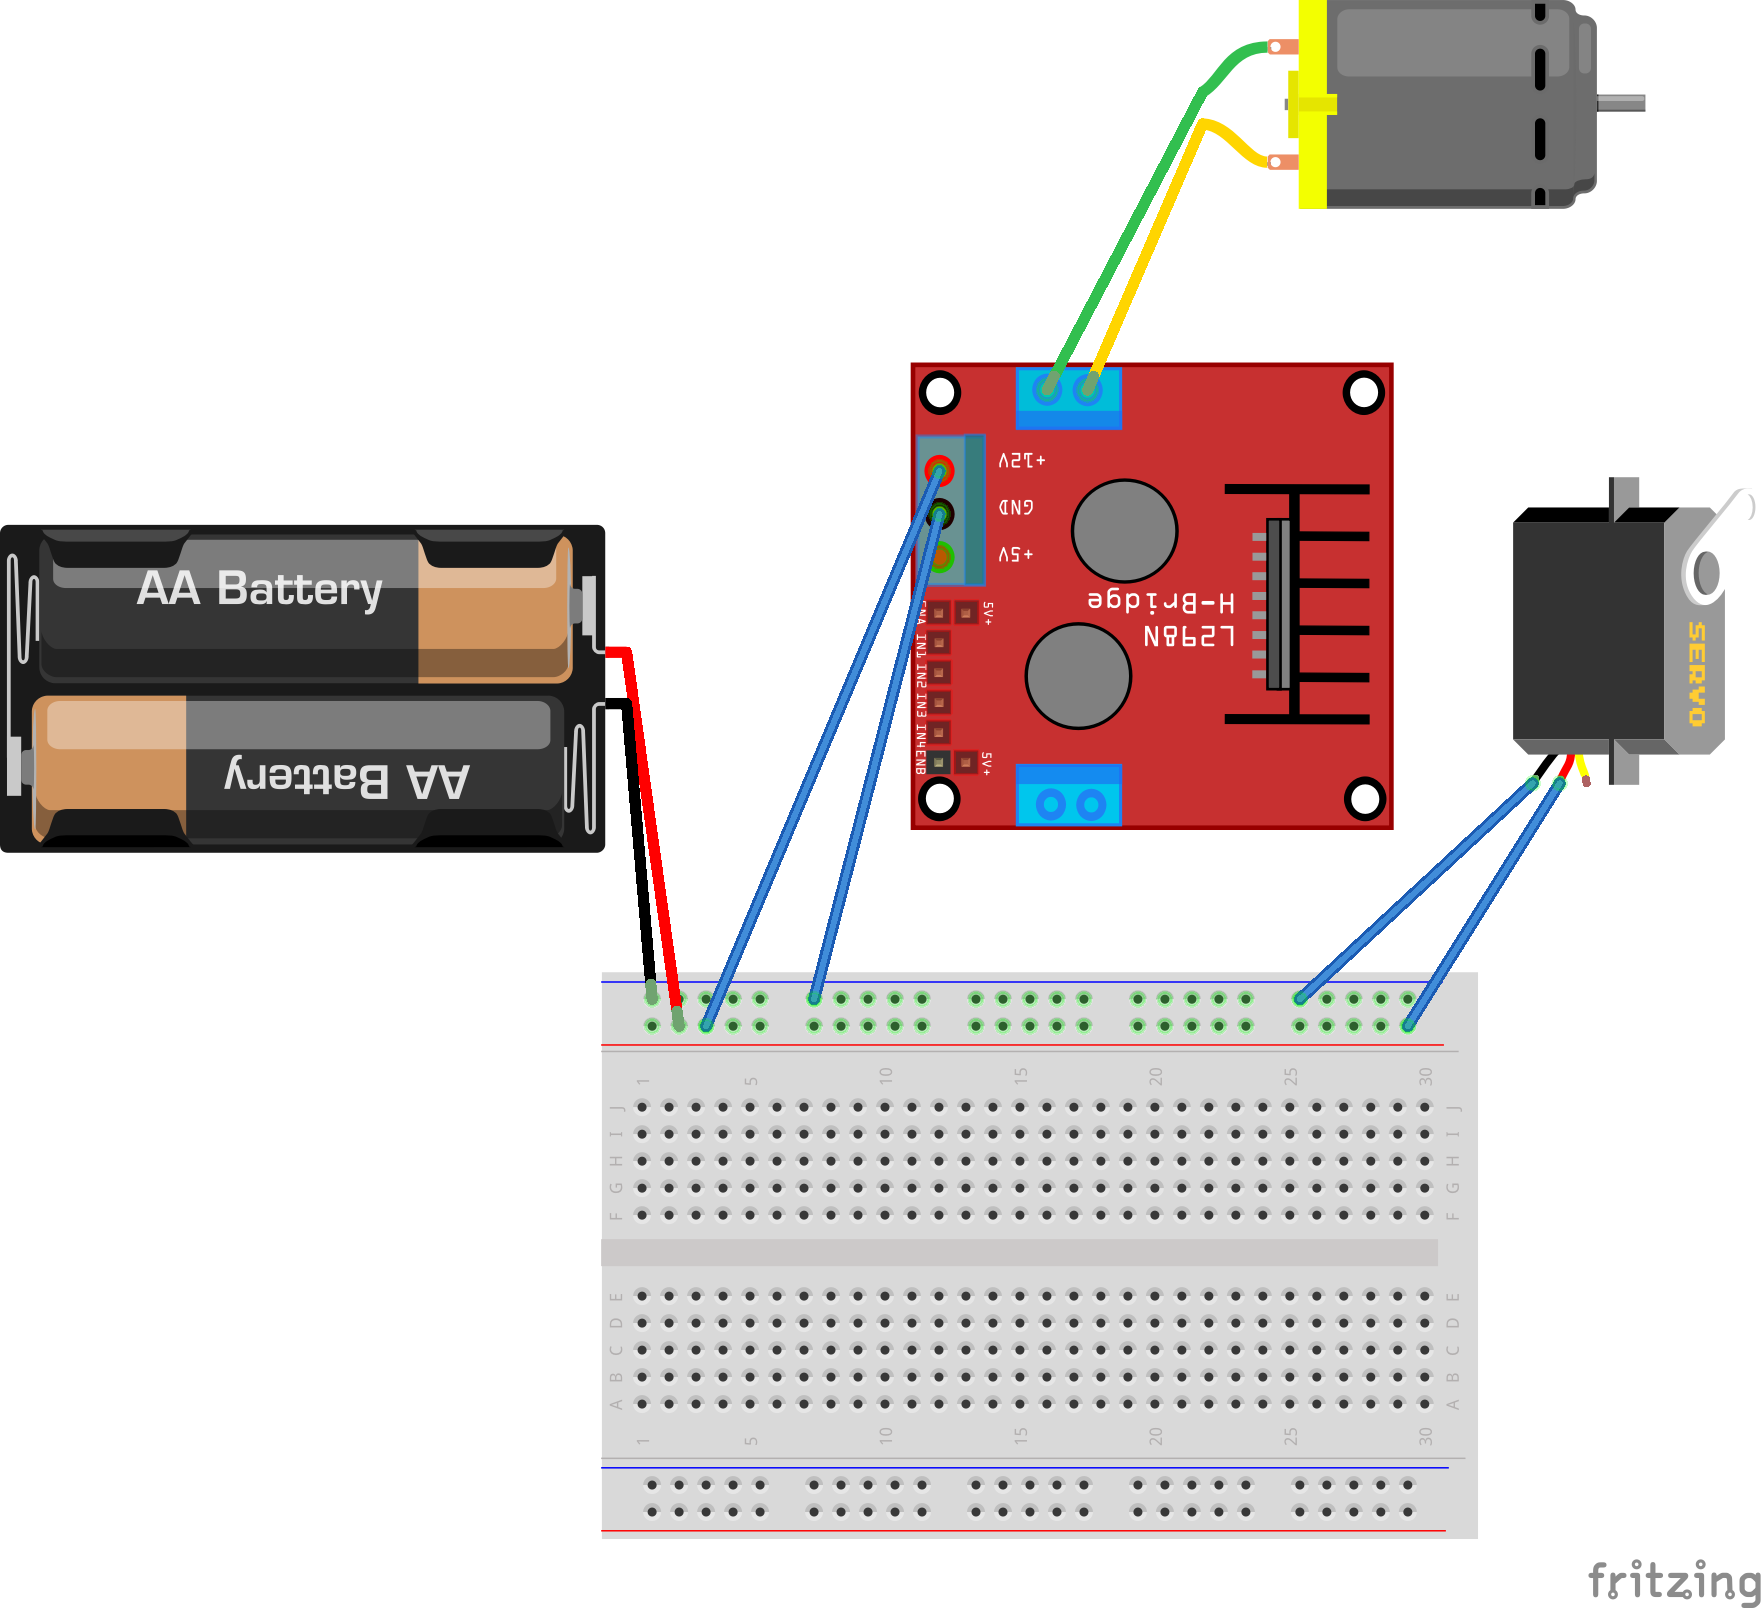 AA Battery
AA Battery
+12V
GND
+5V
H-Bridge
L298N
ENA
5V+
IN1
IN2
IN3
IN4
ENB
5V+
SERVO
1 5 10 15 20 25 30
J J
I I
H H
G G
F F
E E
D D
C C
B B
A A
1 5 10 15 20 25 30
fritzing